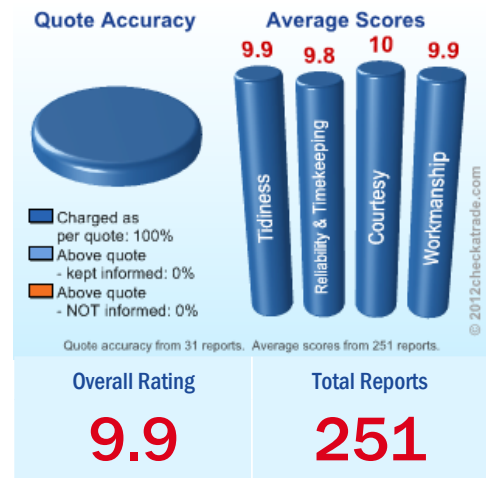 Quote Accuracy
Charged as
per quote: 100%
Above quote
- kept informed: 0%
Above quote
- NOT informed: 0%
Average Scores
9.9
9.8
10
9.9
Tidiness
Reliability & Timekeeping
Courtesy
Workmanship
© 2012checkatrade.com
Quote accuracy from 31 reports. Average scores from 251 reports.
Overall Rating
9.9
Total Reports
251